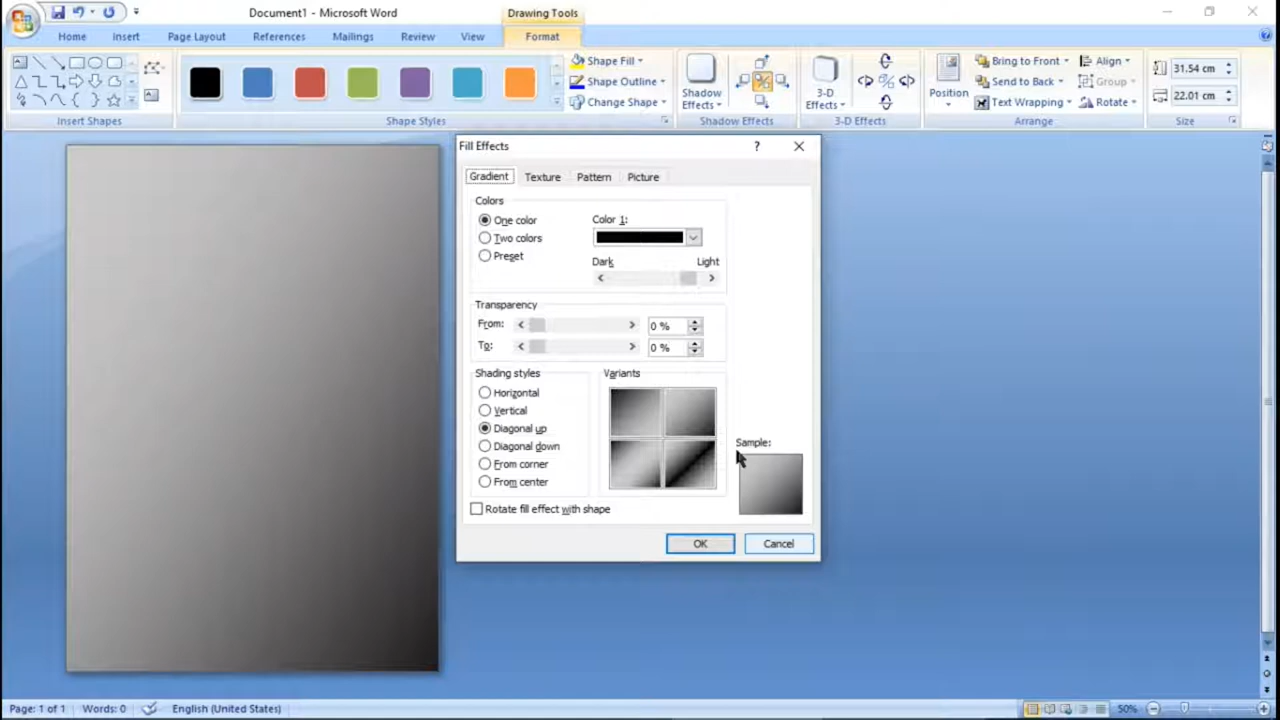 Document1 - Microsoft Word
Drawing Tools
Home
Insert
Page Layout
References
Mailings
Review
View
Format
Shape Fill
Shape Outline
Change Shape
Shadow Effects
3-D Effects
Position
Bring to Front
Send to Back
Text Wrapping
Align
Group
Rotate
31.54 cm
22.01 cm
Insert Shapes
Shape Styles
Shadow Effects
3-D Effects
Arrange
Size
Fill Effects
?
Gradient
Texture
Pattern
Picture
Colors
One color
Two colors
Preset
Color 1:
Dark
Light
Transparency
From:
0 %
To:
0 %
Shading styles
Horizontal
Vertical
Diagonal up
Diagonal down
From corner
From center
Variants
Sample:
Rotate fill effect with shape
OK
Cancel
Page: 1 of 1
Words: 0
English (United States)
50%